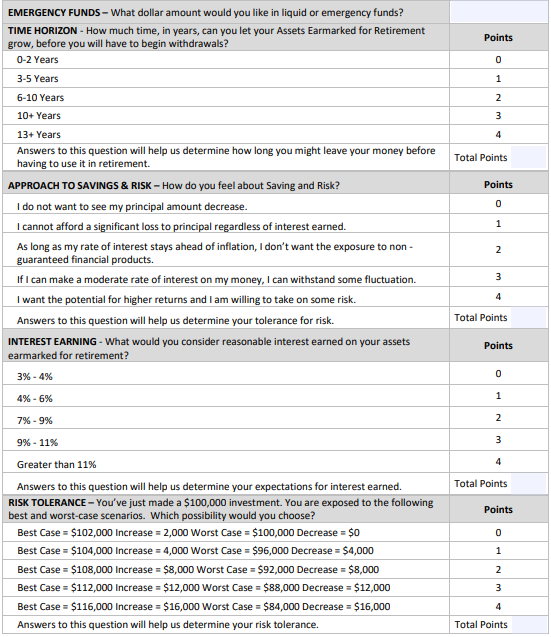 EMERGENCY FUNDS – What dollar amount would you like in liquid or emergency funds?
TIME HORIZON - How much time, in years, can you let your Assets Earmarked for Retirement
grow, before you will have to begin withdrawals?
Points
0-2 Years
0
3-5 Years
1
6-10 Years
2
10+ Years
3
13+ Years
4
Answers to this question will help us determine how long you might leave your money before
having to use it in retirement.
Total Points
APPROACH TO SAVINGS & RISK – How do you feel about Saving and Risk?
Points
I do not want to see my principal amount decrease.
0
I cannot afford a significant loss to principal regardless of interest earned.
1
As long as my rate of interest stays ahead of inflation, I don’t want the exposure to non -
guaranteed financial products.
2
If I can make a moderate rate of interest on my money, I can withstand some fluctuation.
3
I want the potential for higher returns and I am willing to take on some risk.
4
Answers to this question will help us determine your tolerance for risk.
Total Points
INTEREST EARNING - What would you consider reasonable interest earned on your assets
earmarked for retirement?
Points
3% - 4%
0
4% - 6%
1
7% - 9%
2
9% - 11%
3
Greater than 11%
4
Answers to this question will help us determine your expectations for interest earned.
Total Points
RISK TOLERANCE – You’ve just made a $100,000 investment. You are exposed to the following
best and worst-case scenarios. Which possibility would you choose?
Points
Best Case = $102,000 Increase = 2,000 Worst Case = $100,000 Decrease = $0
0
Best Case = $104,000 Increase = 4,000 Worst Case = $96,000 Decrease = $4,000
1
Best Case = $108,000 Increase = $8,000 Worst Case = $92,000 Decrease = $8,000
2
Best Case = $112,000 Increase = $12,000 Worst Case = $88,000 Decrease = $12,000
3
Best Case = $116,000 Increase = $16,000 Worst Case = $84,000 Decrease = $16,000
4
Answers to this question will help us determine your risk tolerance.
Total Points